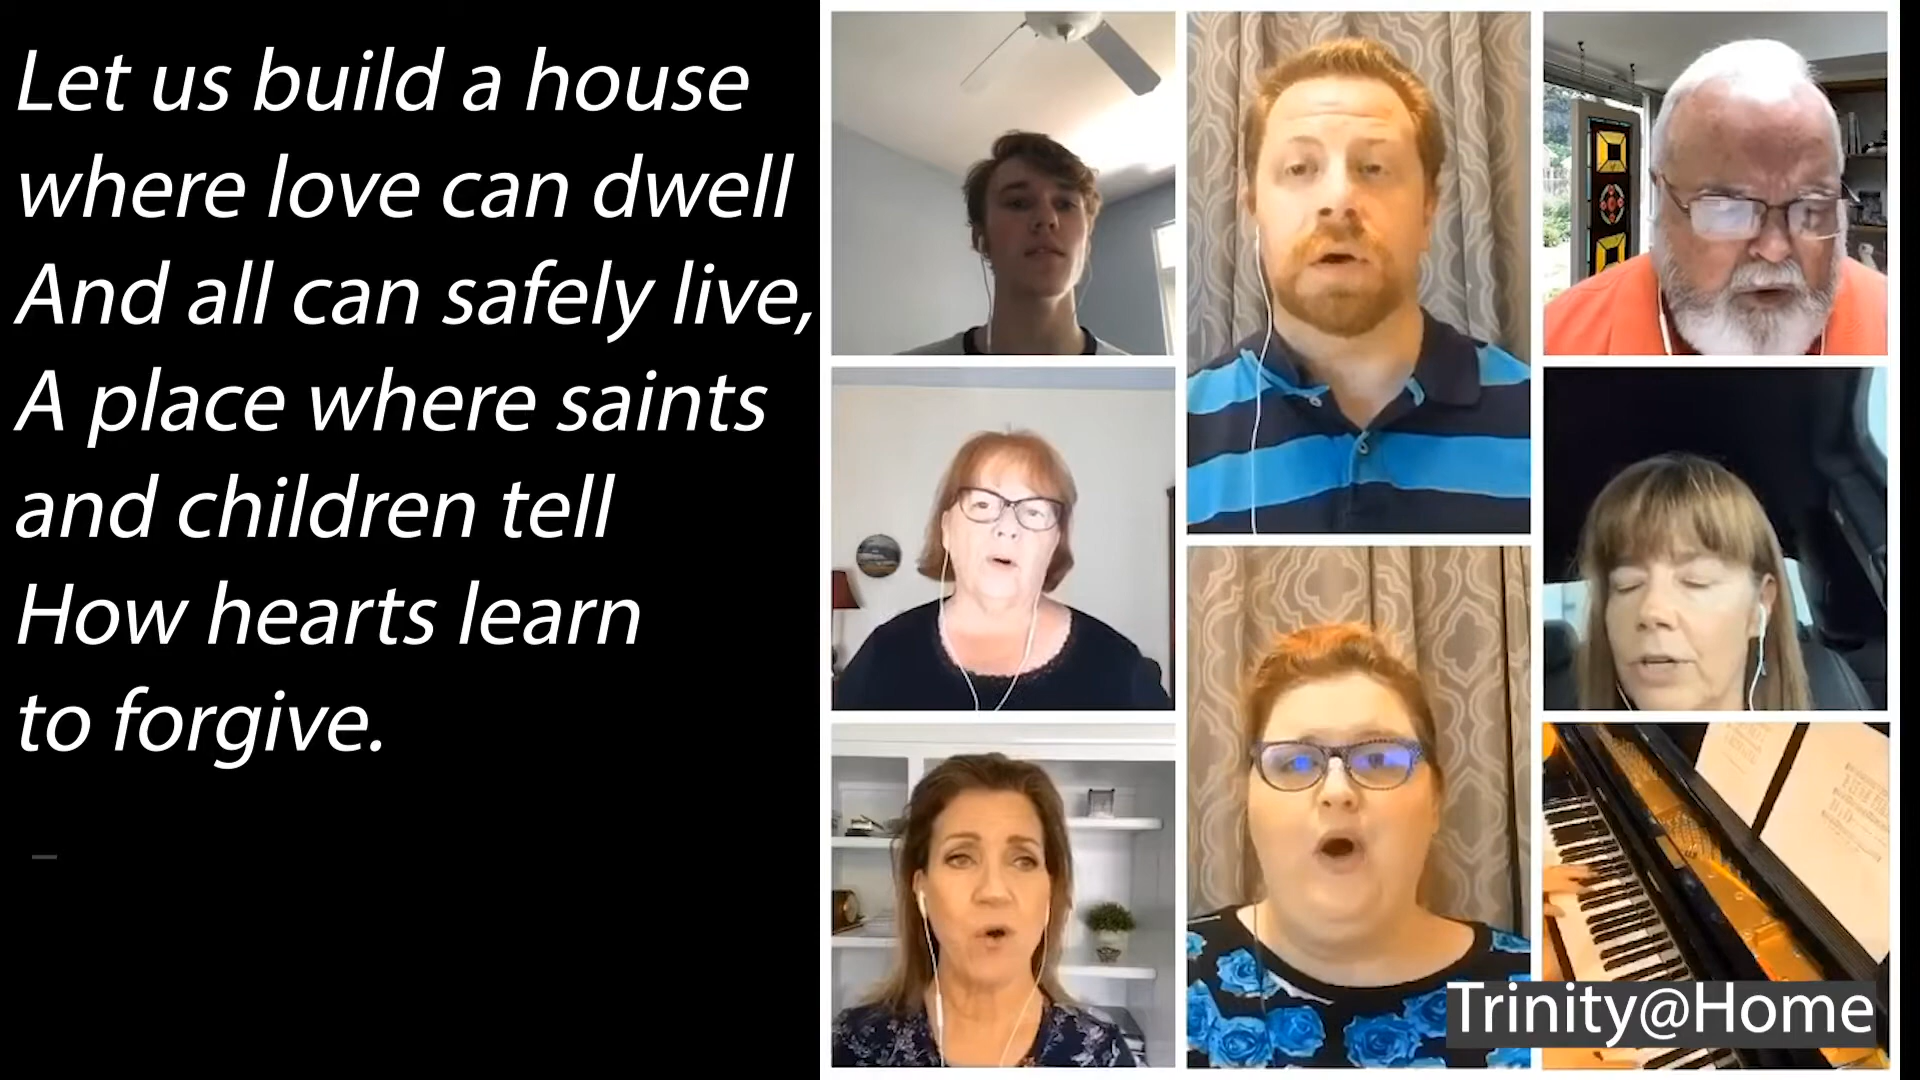 Let us build a house
where love can dwell
And all can safely live,
A place where saints
and children tell
How hearts learn
to forgive.
Trinity@Home